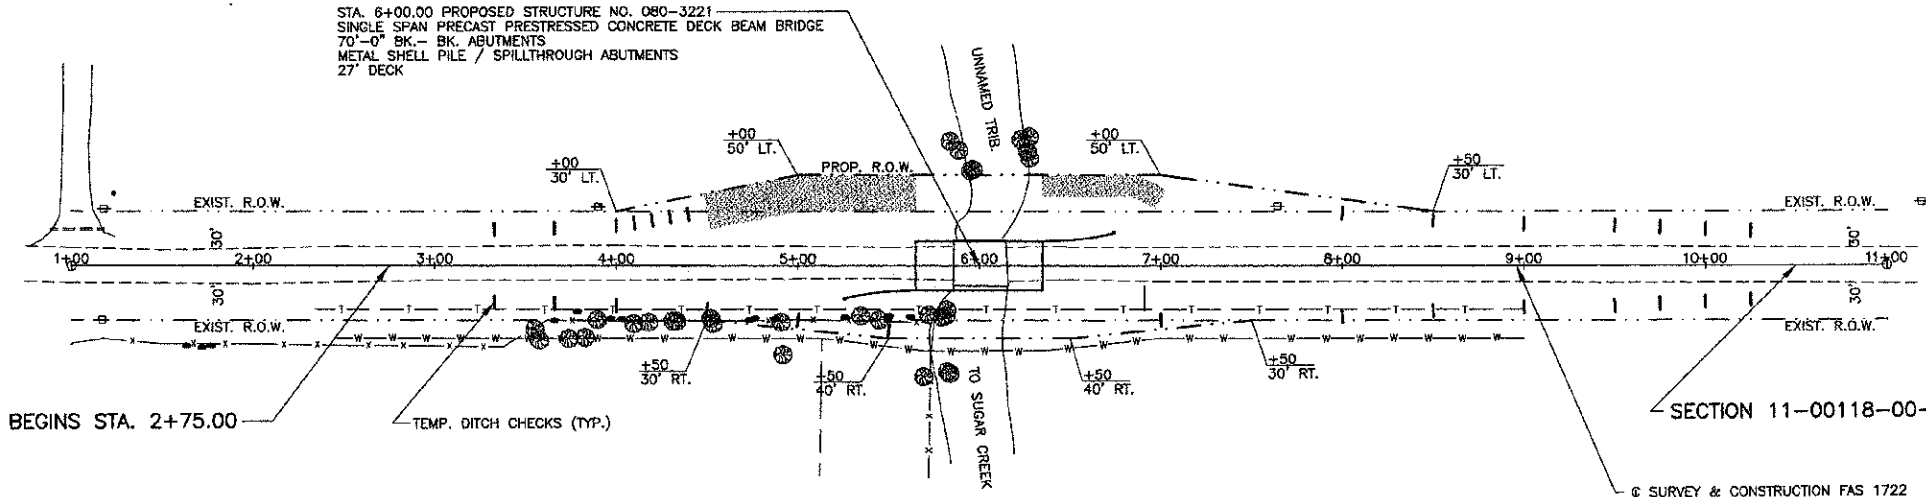 STA. 6+00.00 PROPOSED STRUCTURE NO. 080-3221
SINGLE SPAN PRECAST PRESTRESSED CONCRETE DECK BEAM BRIDGE
70'-0" BK.- BK. ABUTMENTS
METAL SHELL PILE / SPILLTHROUGH ABUTMENTS
27' DECK
UNNAMED TRIB.
+00
50' LT.
+00
50' LT.
+00
30' LT.
+50
30' LT.
PROP. R.O.W.
EXIST. R.O.W.
EXIST. R.O.W.
30'
30'
1+00
2+00
3+00
4+00
5+00
6+00
7+00
8+00
9+00
10+00
11+00
30'
30'
T T T T T T T T T T T T T
EXIST. R.O.W.
EXIST. R.O.W.
W W W W W W W W W W W W
x x x x x x x x
+50
30' RT.
+50
40' RT.
+50
40' RT.
+50
30' RT.
TO SUGAR CREEK
BEGINS STA. 2+75.00
TEMP. DITCH CHECKS (TYP.)
SECTION 11-00118-00-
℄ SURVEY & CONSTRUCTION FAS 1722